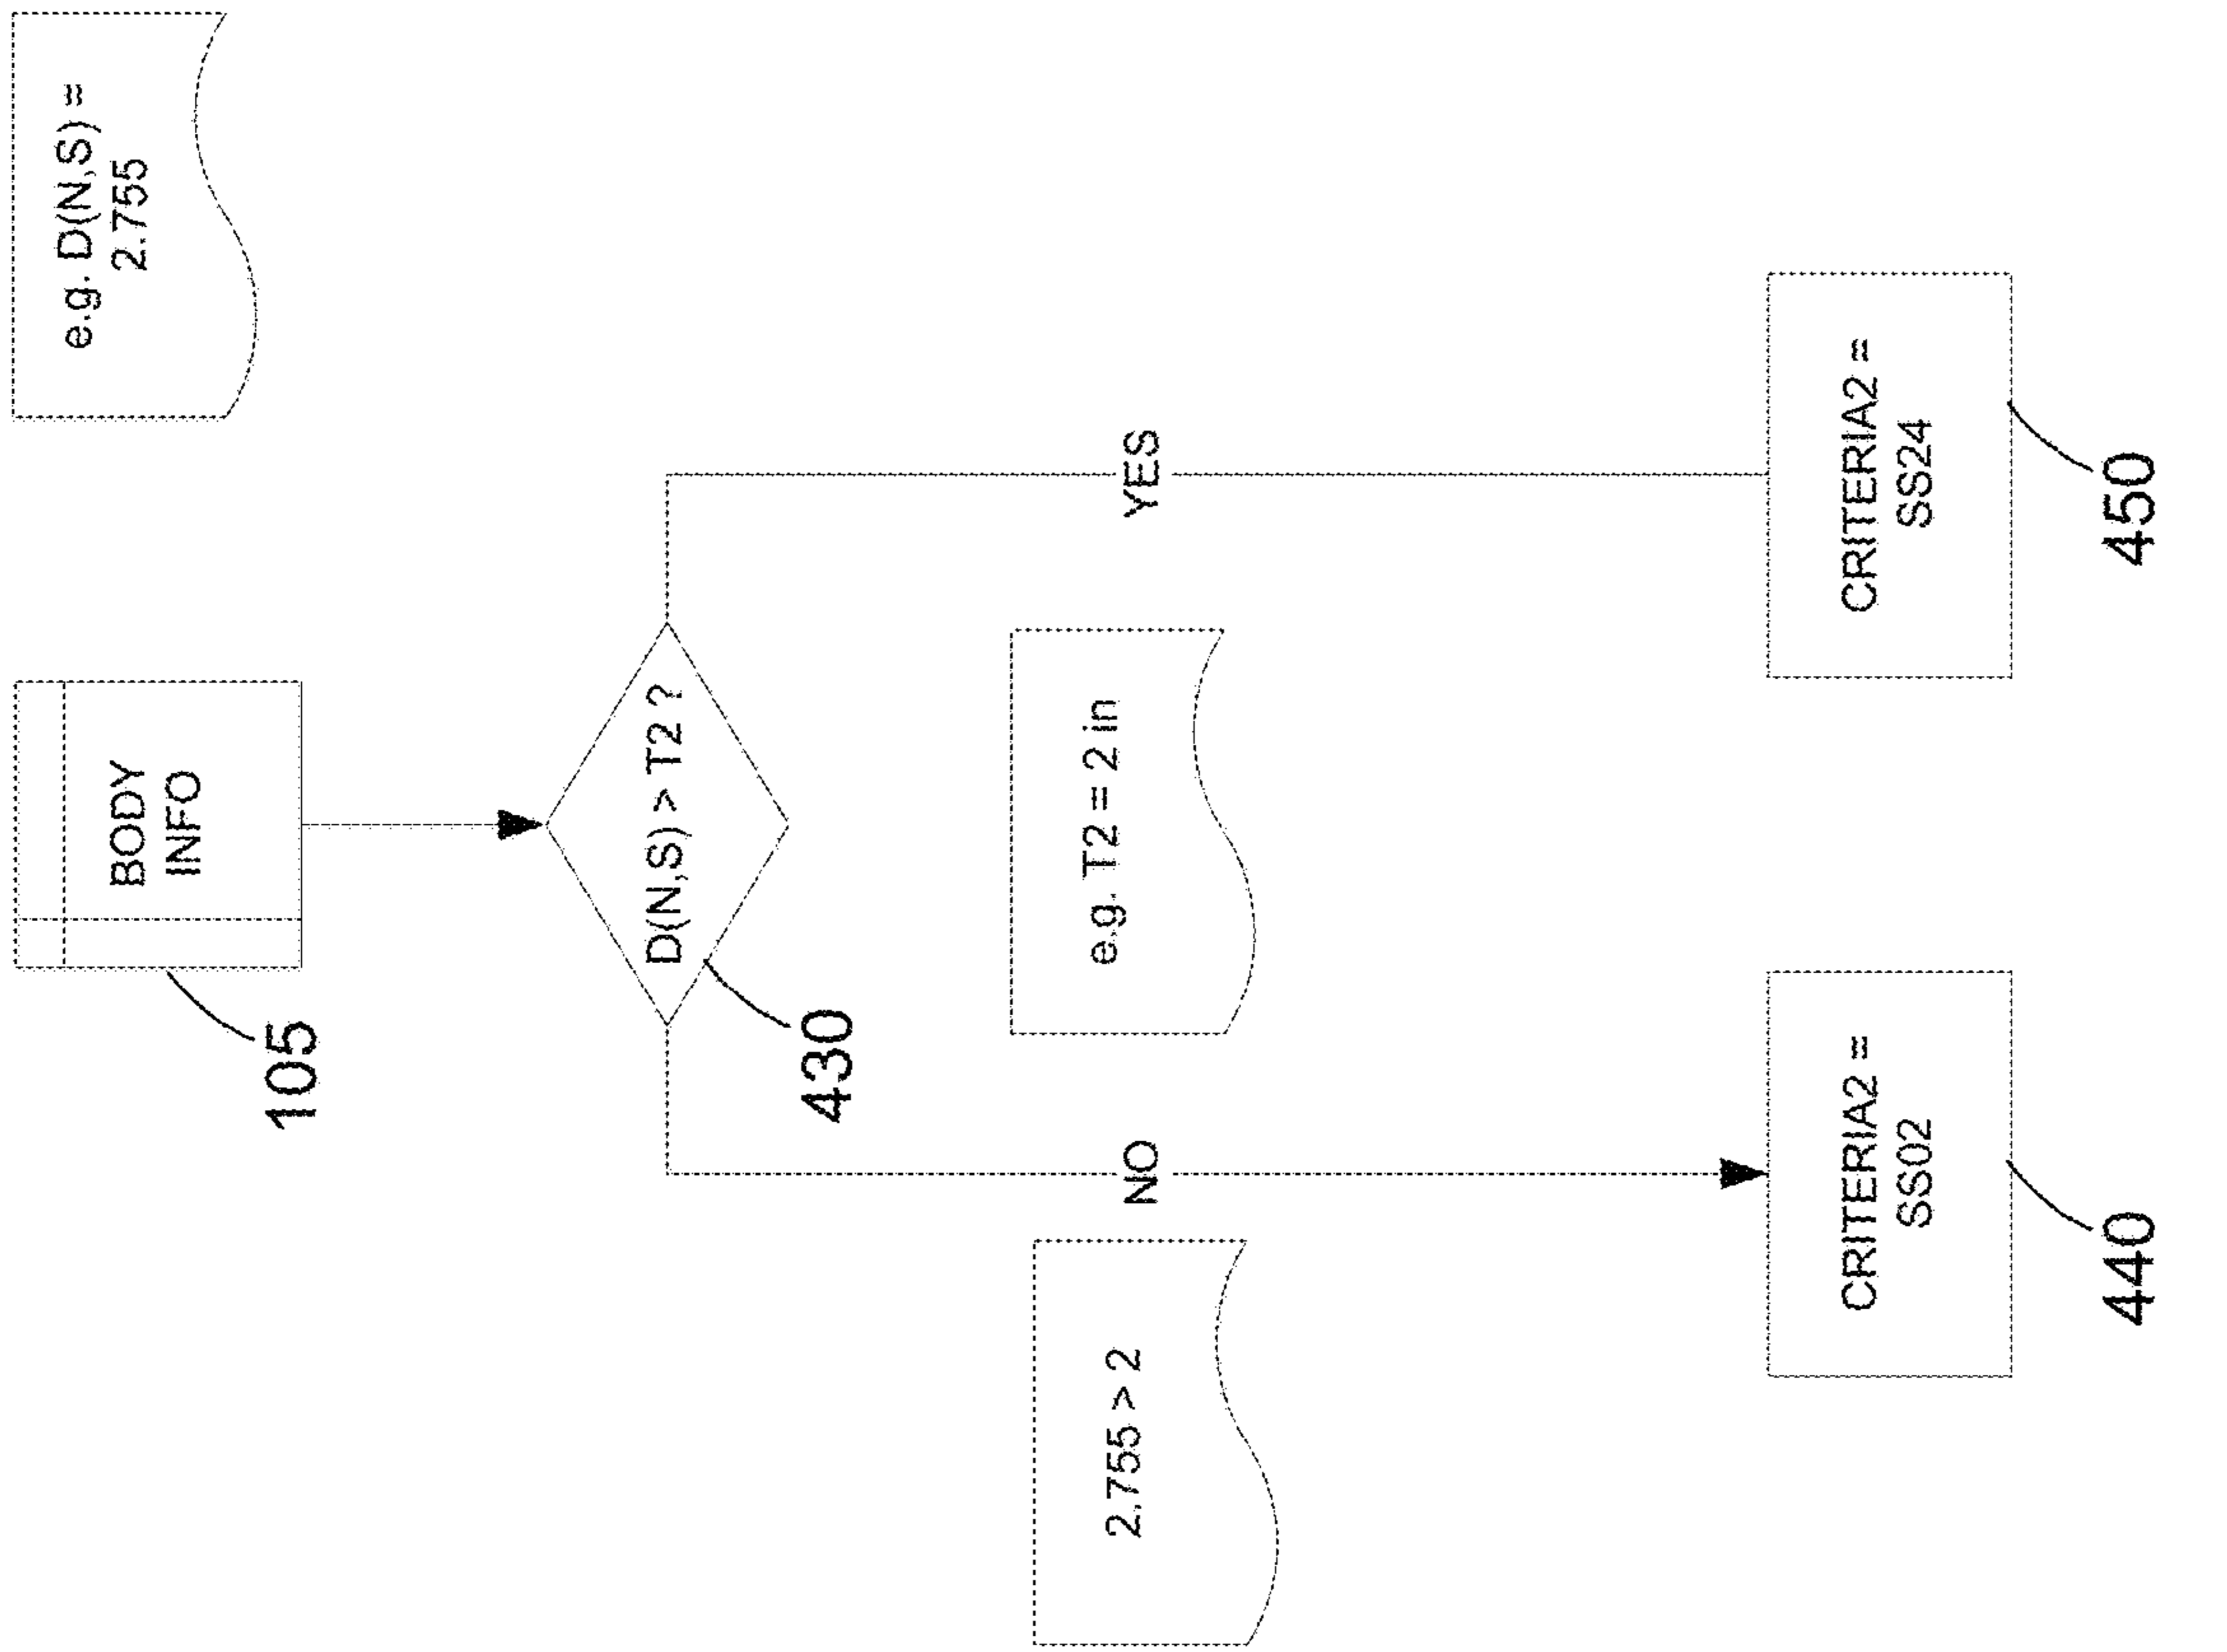 e.g. D(N,S) =
2.755
BODY
INFO
105
D(N,S) > T2 ?
430
e.g. T2 = 2 in
YES
NO
2.755 > 2
CRITERIA2 =
SS02
440
CRITERIA2 =
SS24
450